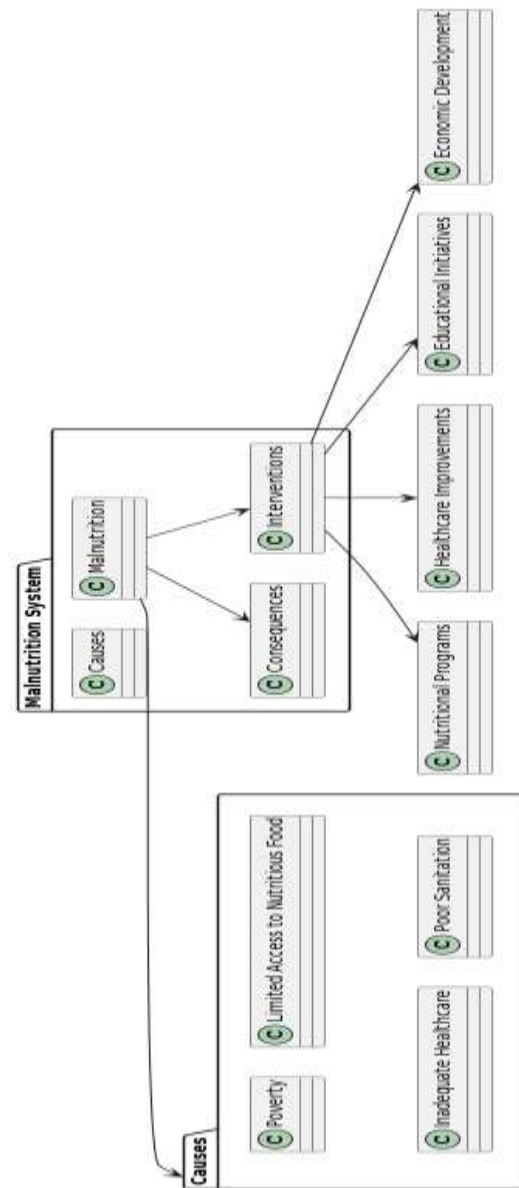 Malnutrition System
C Causes
C Malnutrition
C Consequences
C Interventions
Causes
C Poverty
C Limited Access to Nutritious Food
C Inadequate Healthcare
C Poor Sanitation
C Nutritional Programs
C Healthcare Improvements
C Educational Initiatives
C Economic Development